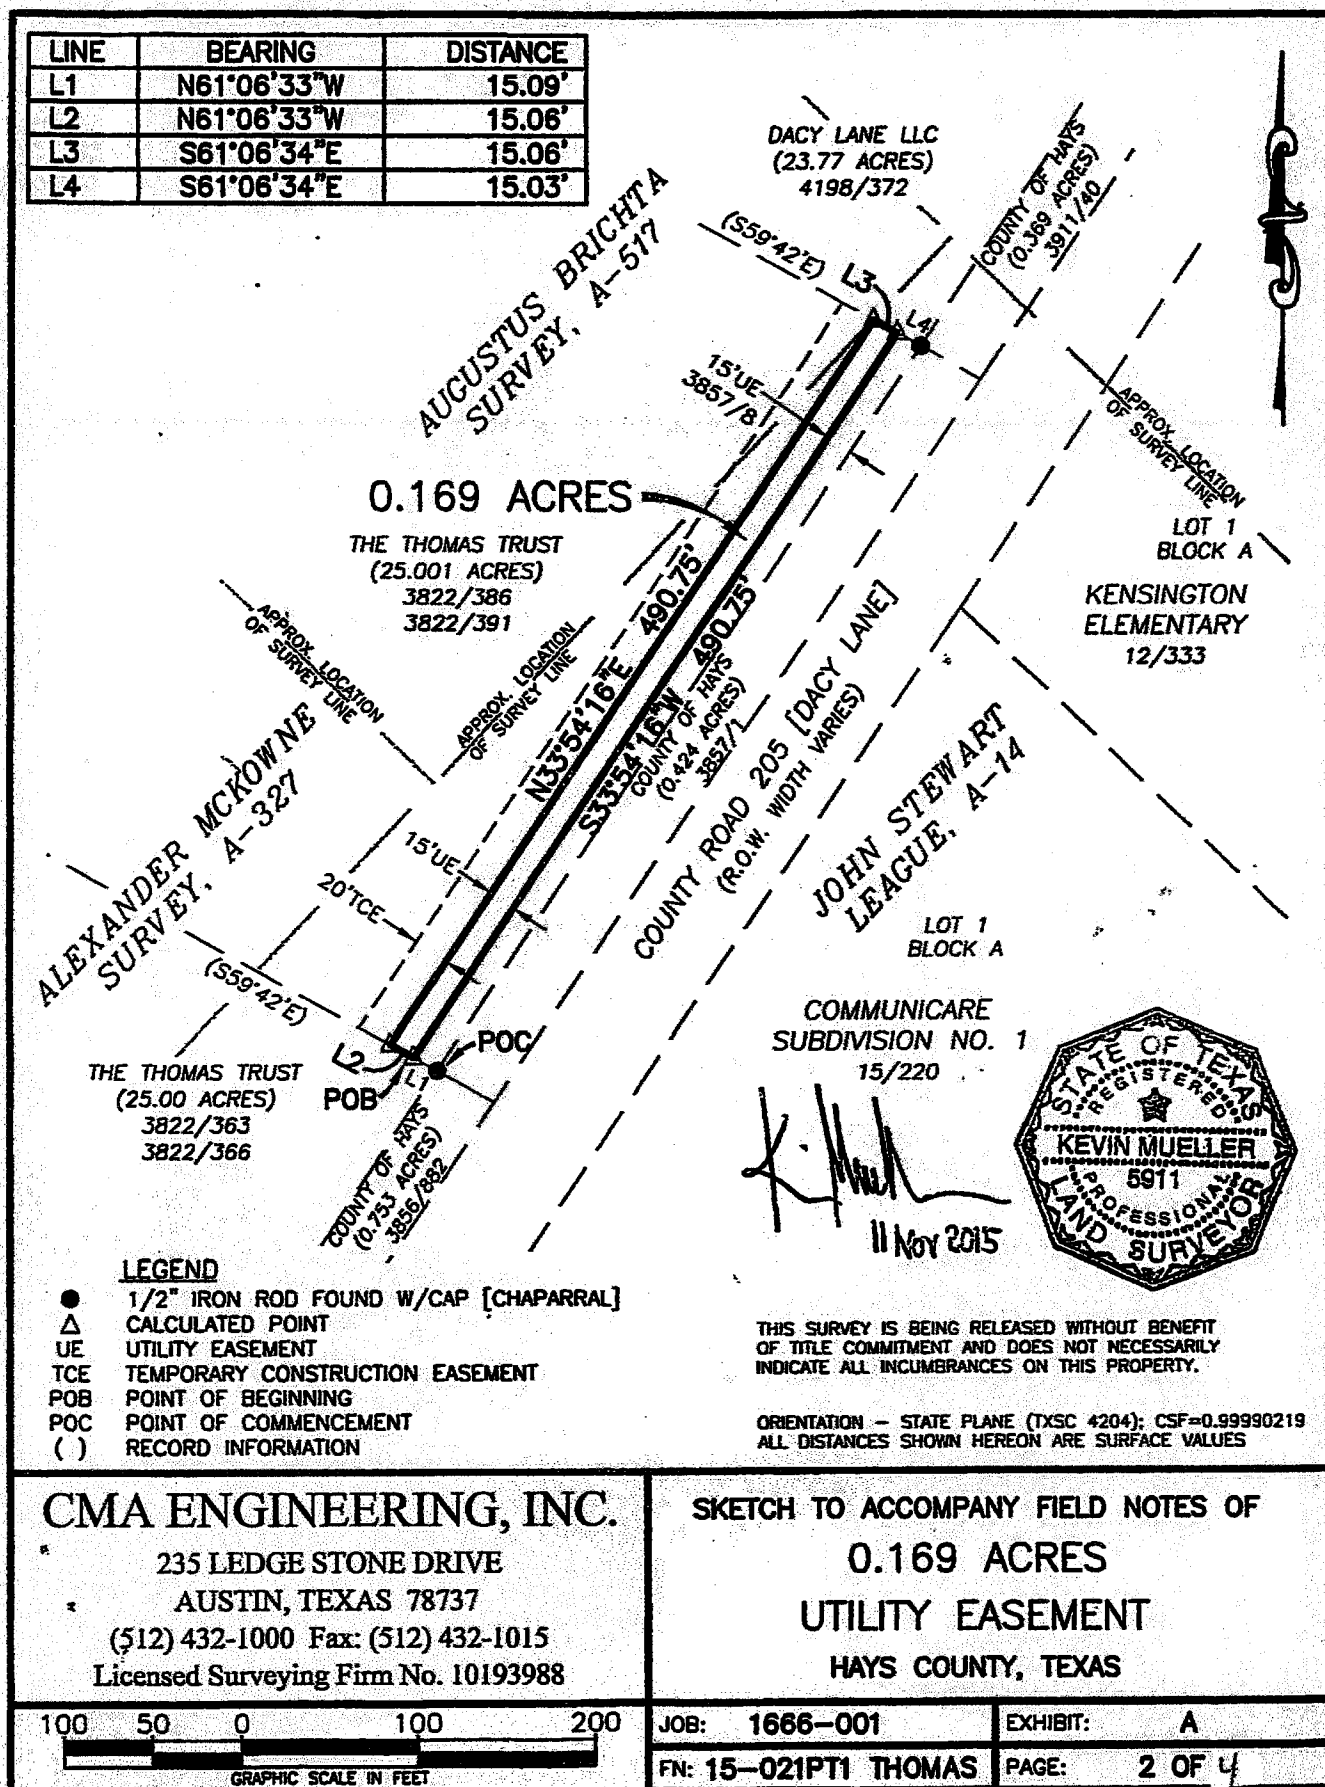 LINE BEARING DISTANCE
L1 N61°06'33"W 15.09'
L2 N61°06'33"W 15.06'
L3 S61°06'34"E 15.06'
L4 S61°06'34"E 15.03'
DACY LANE LLC
(23.77 ACRES)
4198/372
COUNTY OF HAYS
(0.369 ACRES)
3911/40
AUGUSTUS BRICHTA
SURVEY, A-517
(S59°42'E)
L3
L4
15'UE
3857/8
APPROX. LOCATION
OF SURVEY LINE
LOT 1
BLOCK A
KENSINGTON
ELEMENTARY
12/333
0.169 ACRES
THE THOMAS TRUST
(25.001 ACRES)
3822/386
3822/391
APPROX. LOCATION
OF SURVEY LINE
APPROX. LOCATION
OF SURVEY LINE
N33°54'16"E 490.75'
S33°54'16"W 490.75'
COUNTY OF HAYS
(0.424 ACRES)
3857/1
COUNTY ROAD 205 [DACY LANE]
(R.O.W. WIDTH VARIES)
JOHN STEWART
LEAGUE, A-14
ALEXANDER MCKOWNE
SURVEY, A-327
15'UE
20'TCE
(S59°42'E)
LOT 1
BLOCK A
COMMUNICARE
SUBDIVISION NO. 1
15/220
L2
POB
L1
POC
THE THOMAS TRUST
(25.00 ACRES)
3822/363
3822/366
COUNTY OF HAYS
(0.753 ACRES)
3856/882
11 Nov 2015
STATE OF TEXAS
REGISTERED
KEVIN MUELLER
5911
PROFESSIONAL
LAND SURVEYOR
LEGEND
1/2" IRON ROD FOUND W/CAP [CHAPARRAL]
CALCULATED POINT
UE UTILITY EASEMENT
TCE TEMPORARY CONSTRUCTION EASEMENT
POB POINT OF BEGINNING
POC POINT OF COMMENCEMENT
( ) RECORD INFORMATION
THIS SURVEY IS BEING RELEASED WITHOUT BENEFIT
OF TITLE COMMITMENT AND DOES NOT NECESSARILY
INDICATE ALL INCUMBRANCES ON THIS PROPERTY.
ORIENTATION - STATE PLANE (TXSC 4204); CSF=0.99990219
ALL DISTANCES SHOWN HEREON ARE SURFACE VALUES
CMA ENGINEERING, INC.
235 LEDGE STONE DRIVE
AUSTIN, TEXAS 78737
(512) 432-1000 Fax: (512) 432-1015
Licensed Surveying Firm No. 10193988
SKETCH TO ACCOMPANY FIELD NOTES OF
0.169 ACRES
UTILITY EASEMENT
HAYS COUNTY, TEXAS
100 50 0 100 200
GRAPHIC SCALE IN FEET
JOB: 1666-001
EXHIBIT: A
FN: 15-021PT1 THOMAS
PAGE: 2 OF 4